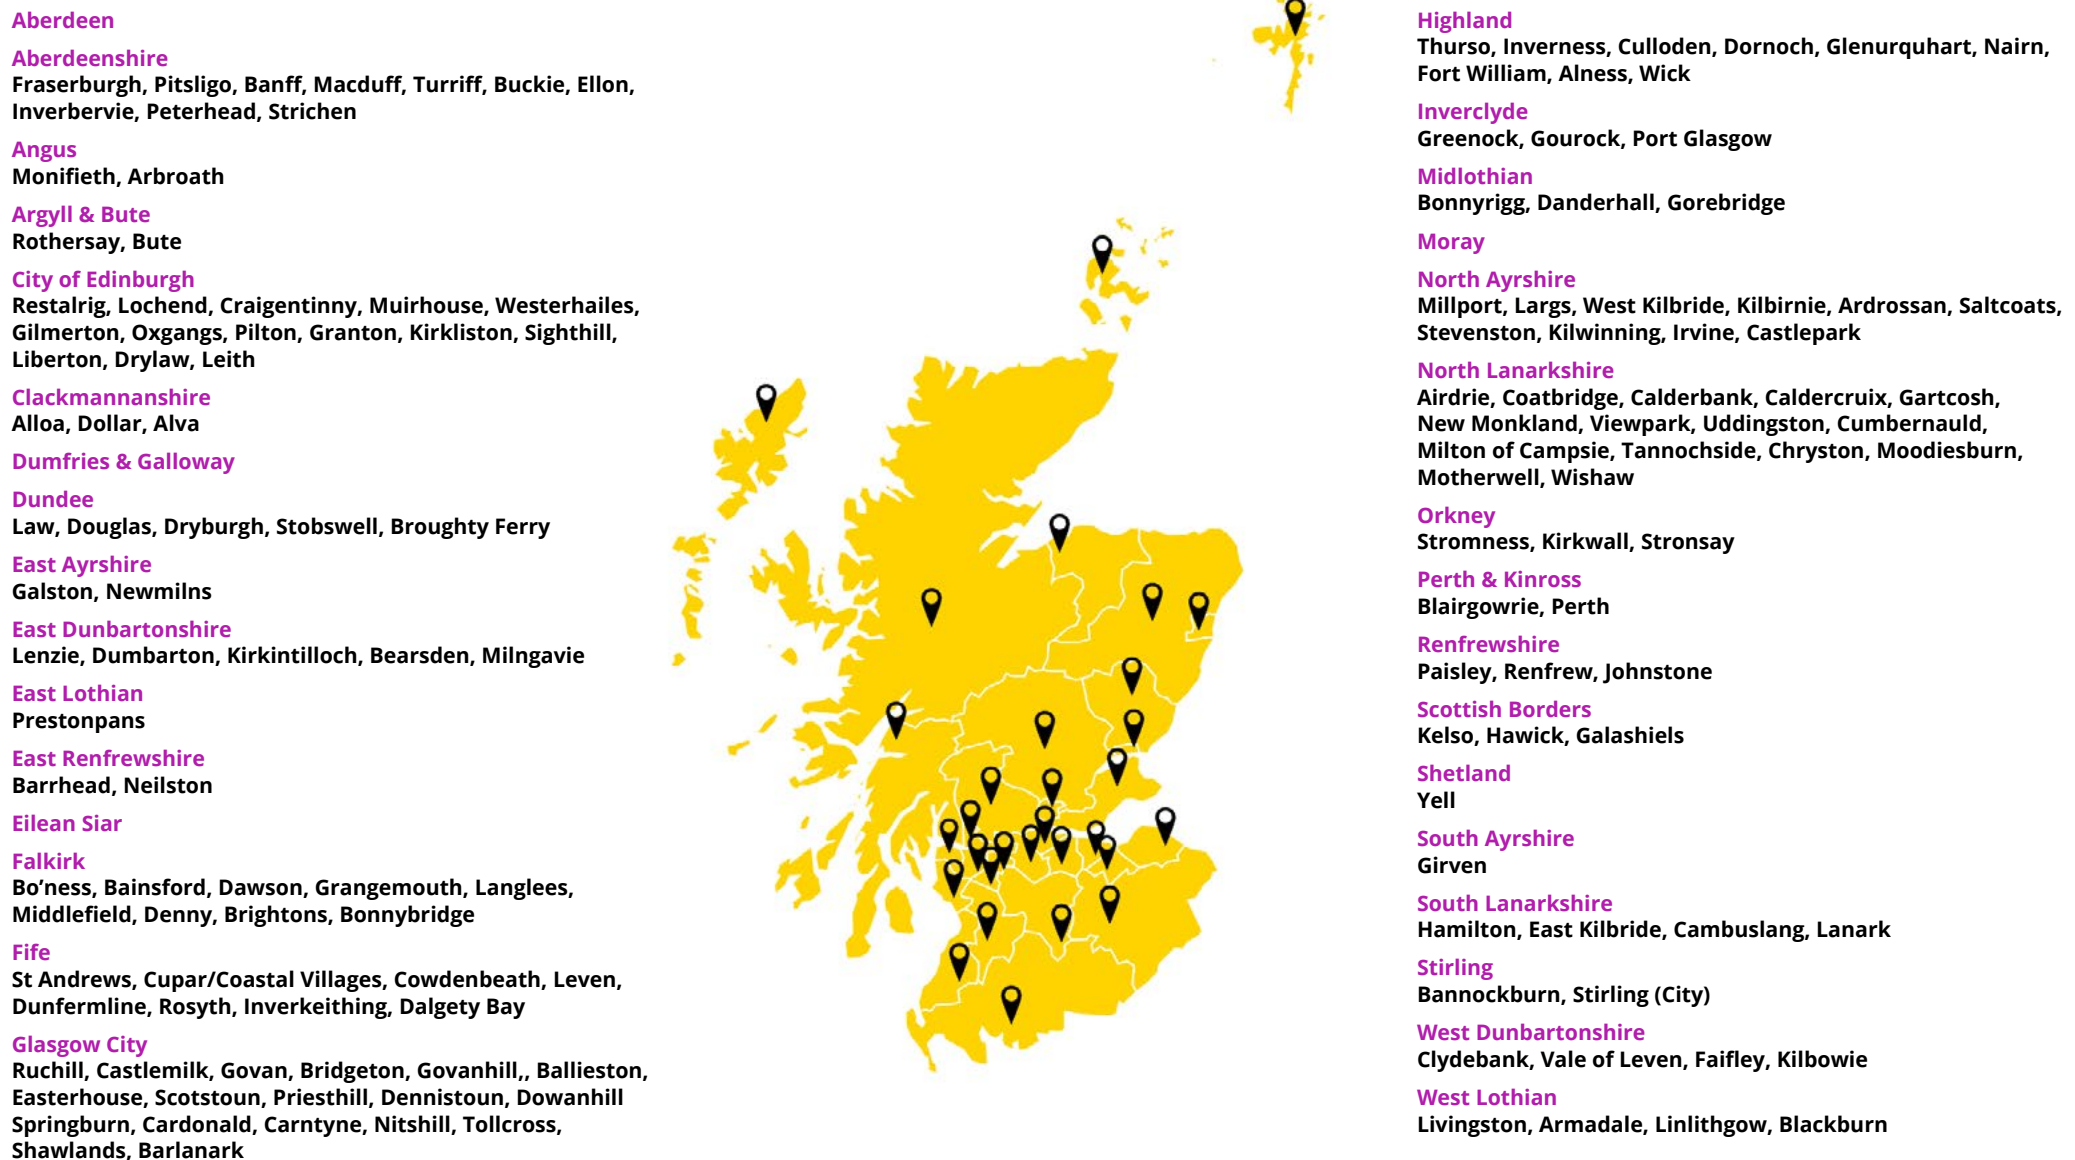 Aberdeen
Aberdeenshire
Fraserburgh, Pitsligo, Banff, Macduff, Turriff, Buckie, Ellon,
Inverbervie, Peterhead, Strichen
Angus
Monifieth, Arbroath
Argyll & Bute
Rothersay, Bute
City of Edinburgh
Restalrig, Lochend, Craigentinny, Muirhouse, Westerhailes,
Gilmerton, Oxgangs, Pilton, Granton, Kirkliston, Sighthill,
Liberton, Drylaw, Leith
Clackmannanshire
Alloa, Dollar, Alva
Dumfries & Galloway
Dundee
Law, Douglas, Dryburgh, Stobswell, Broughty Ferry
East Ayrshire
Galston, Newmilns
East Dunbartonshire
Lenzie, Dumbarton, Kirkintilloch, Bearsden, Milngavie
East Lothian
Prestonpans
East Renfrewshire
Barrhead, Neilston
Eilean Siar
Falkirk
Bo’ness, Bainsford, Dawson, Grangemouth, Langlees,
Middlefield, Denny, Brightons, Bonnybridge
Fife
St Andrews, Cupar/Coastal Villages, Cowdenbeath, Leven,
Dunfermline, Rosyth, Inverkeithing, Dalgety Bay
Glasgow City
Ruchill, Castlemilk, Govan, Bridgeton, Govanhill,, Ballieston,
Easterhouse, Scotstoun, Priesthill, Dennistoun, Dowanhill
Springburn, Cardonald, Carntyne, Nitshill, Tollcross,
Shawlands, Barlanark
Highland
Thurso, Inverness, Culloden, Dornoch, Glenurquhart, Nairn,
Fort William, Alness, Wick
Inverclyde
Greenock, Gourock, Port Glasgow
Midlothian
Bonnyrigg, Danderhall, Gorebridge
Moray
North Ayrshire
Millport, Largs, West Kilbride, Kilbirnie, Ardrossan, Saltcoats,
Stevenston, Kilwinning, Irvine, Castlepark
North Lanarkshire
Airdrie, Coatbridge, Calderbank, Caldercruix, Gartcosh,
New Monkland, Viewpark, Uddingston, Cumbernauld,
Milton of Campsie, Tannochside, Chryston, Moodiesburn,
Motherwell, Wishaw
Orkney
Stromness, Kirkwall, Stronsay
Perth & Kinross
Blairgowrie, Perth
Renfrewshire
Paisley, Renfrew, Johnstone
Scottish Borders
Kelso, Hawick, Galashiels
Shetland
Yell
South Ayrshire
Girven
South Lanarkshire
Hamilton, East Kilbride, Cambuslang, Lanark
Stirling
Bannockburn, Stirling (City)
West Dunbartonshire
Clydebank, Vale of Leven, Faifley, Kilbowie
West Lothian
Livingston, Armadale, Linlithgow, Blackburn